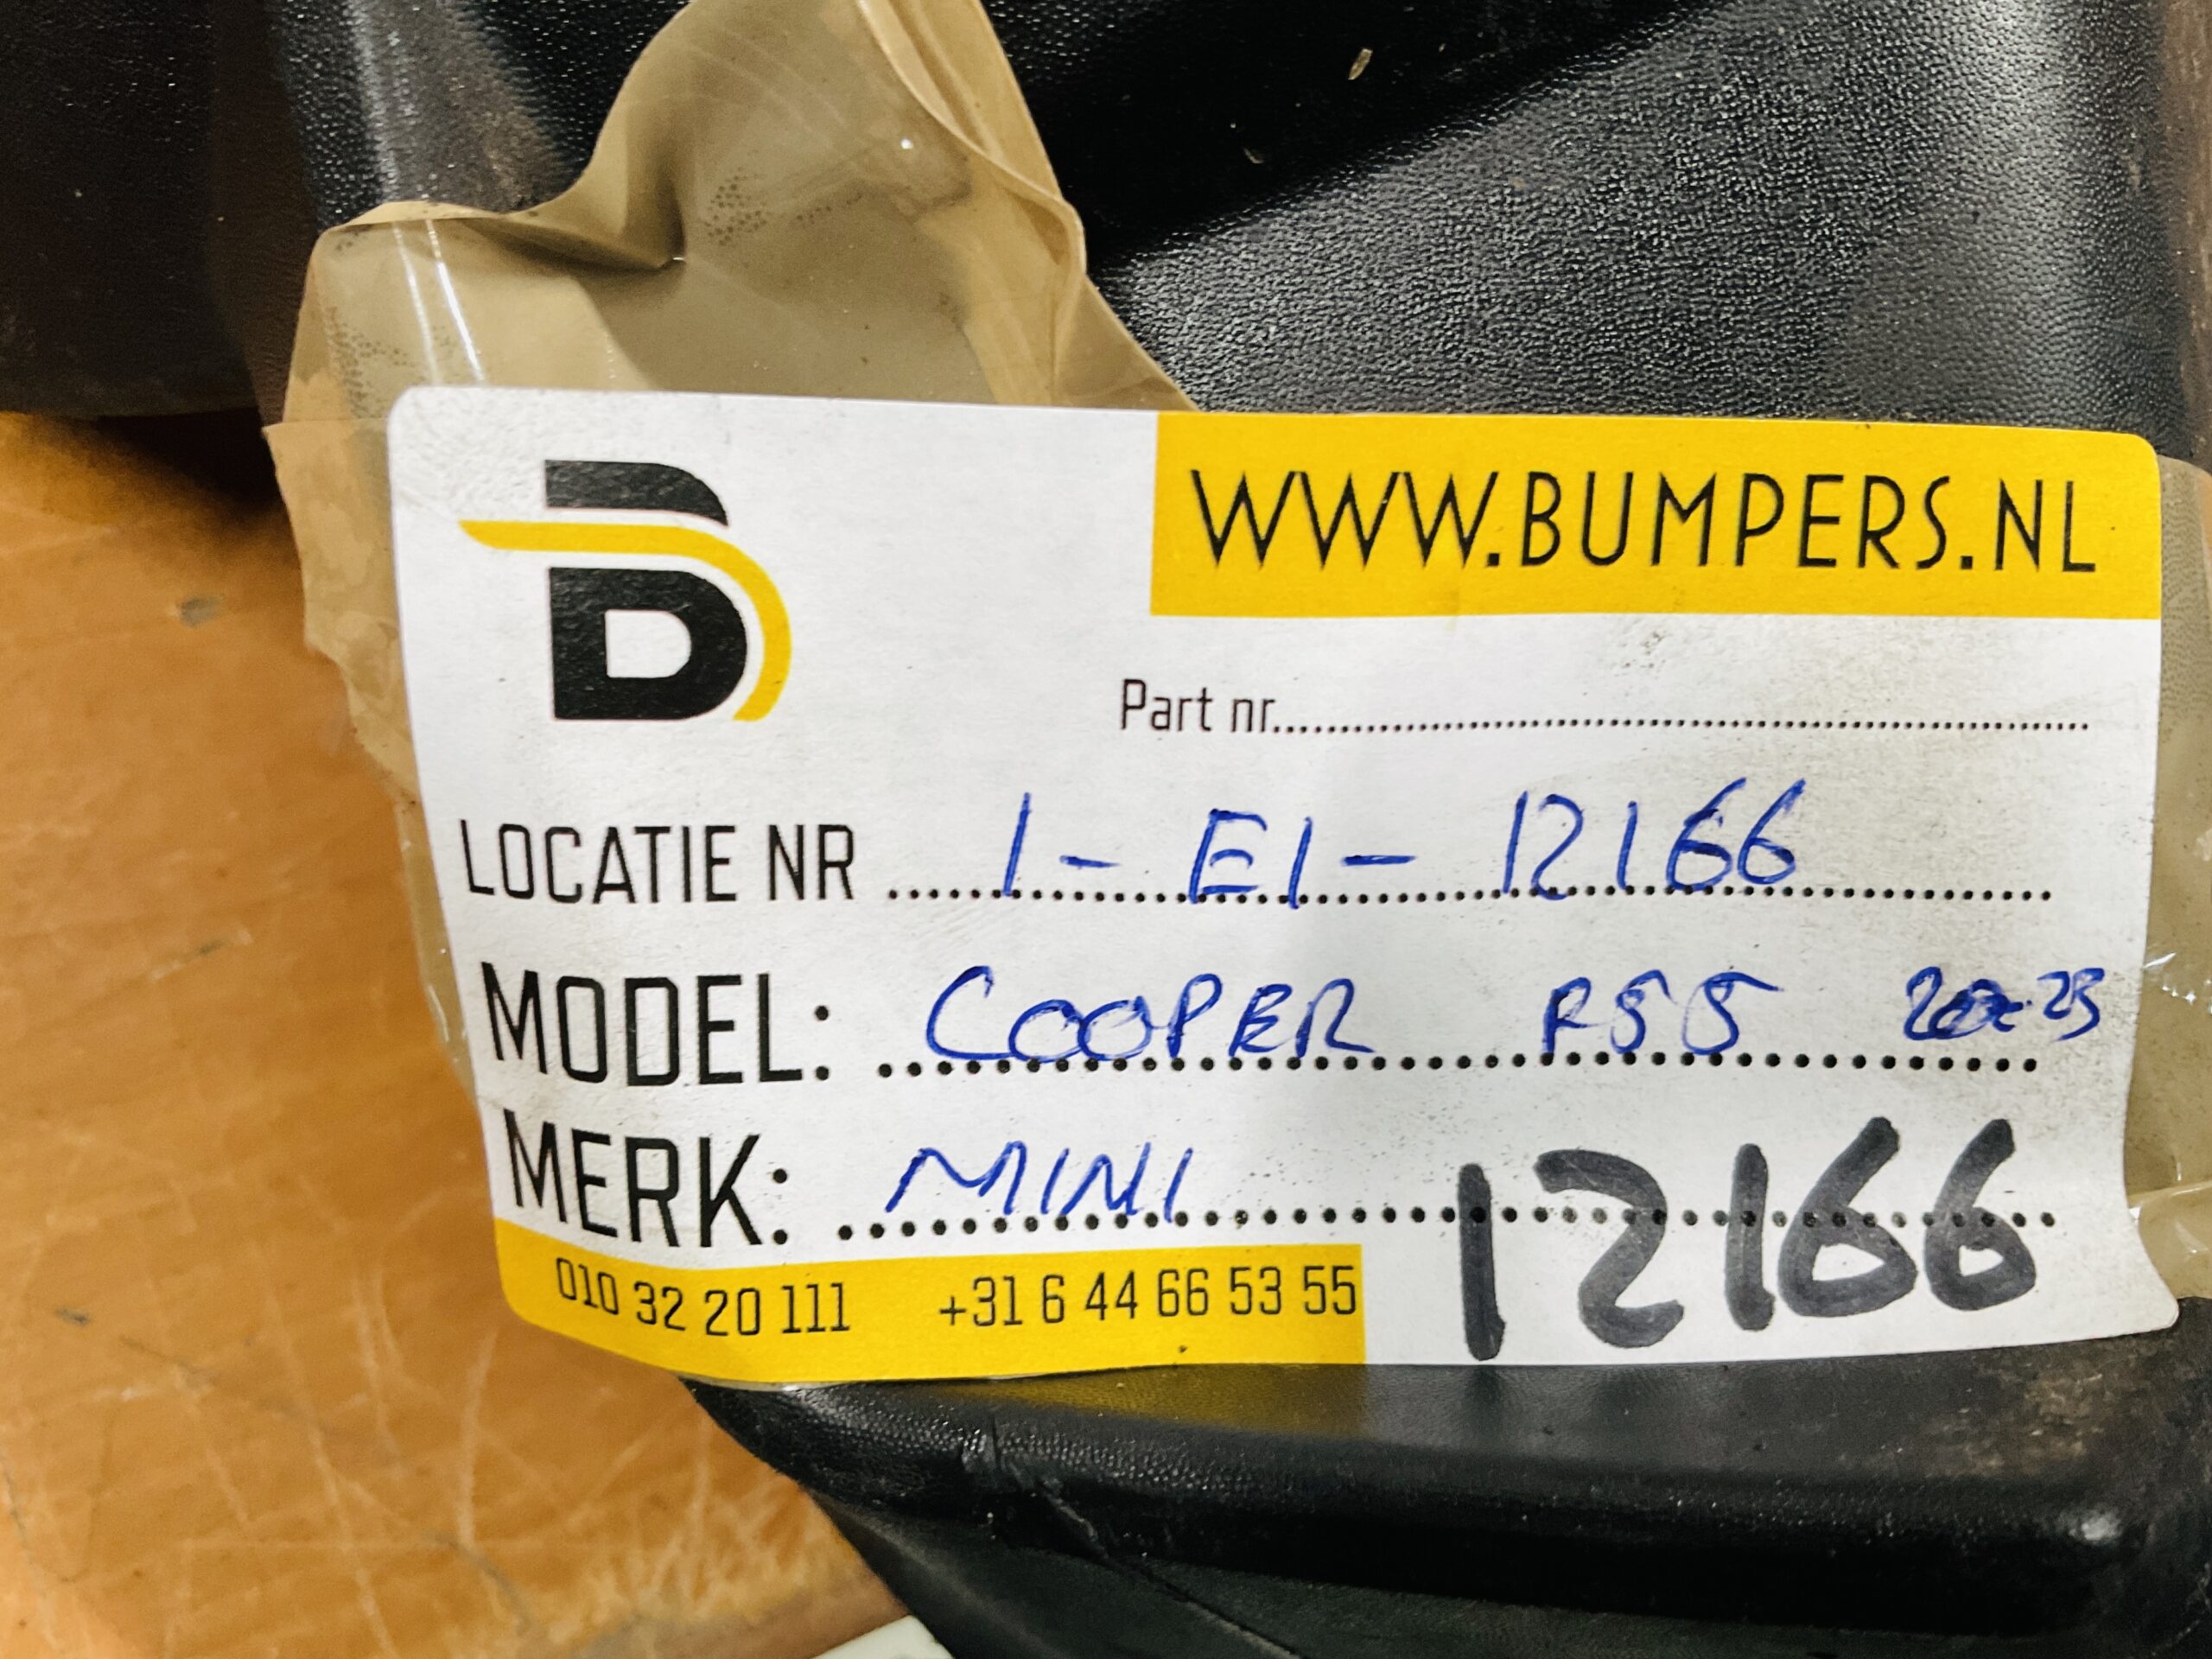 B
WWW.BUMPERS.NL
Part nr.
LOCATIE NR 1-E1-12166
MODEL: COOPER F55
MERK: MINI
12166
010 32 20 111 +31 6 44 66 53 55